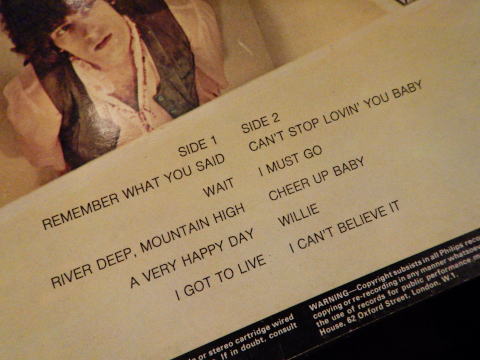 SIDE 1
REMEMBER WHAT YOU SAID
WAIT
RIVER DEEP, MOUNTAIN HIGH
A VERY HAPPY DAY
I GOT TO LIVE
SIDE 2
CAN'T STOP LOVIN' YOU BABY
I MUST GO
CHEER UP BABY
WILLIE
I CAN'T BELIEVE IT
or stereo cartridge wired
If in doubt, consult
WARNING—Copyright subsists in all Philips
copying or re-recording in any manner
the use of records for public performance
House, 62 Oxford Street, London. W.1.